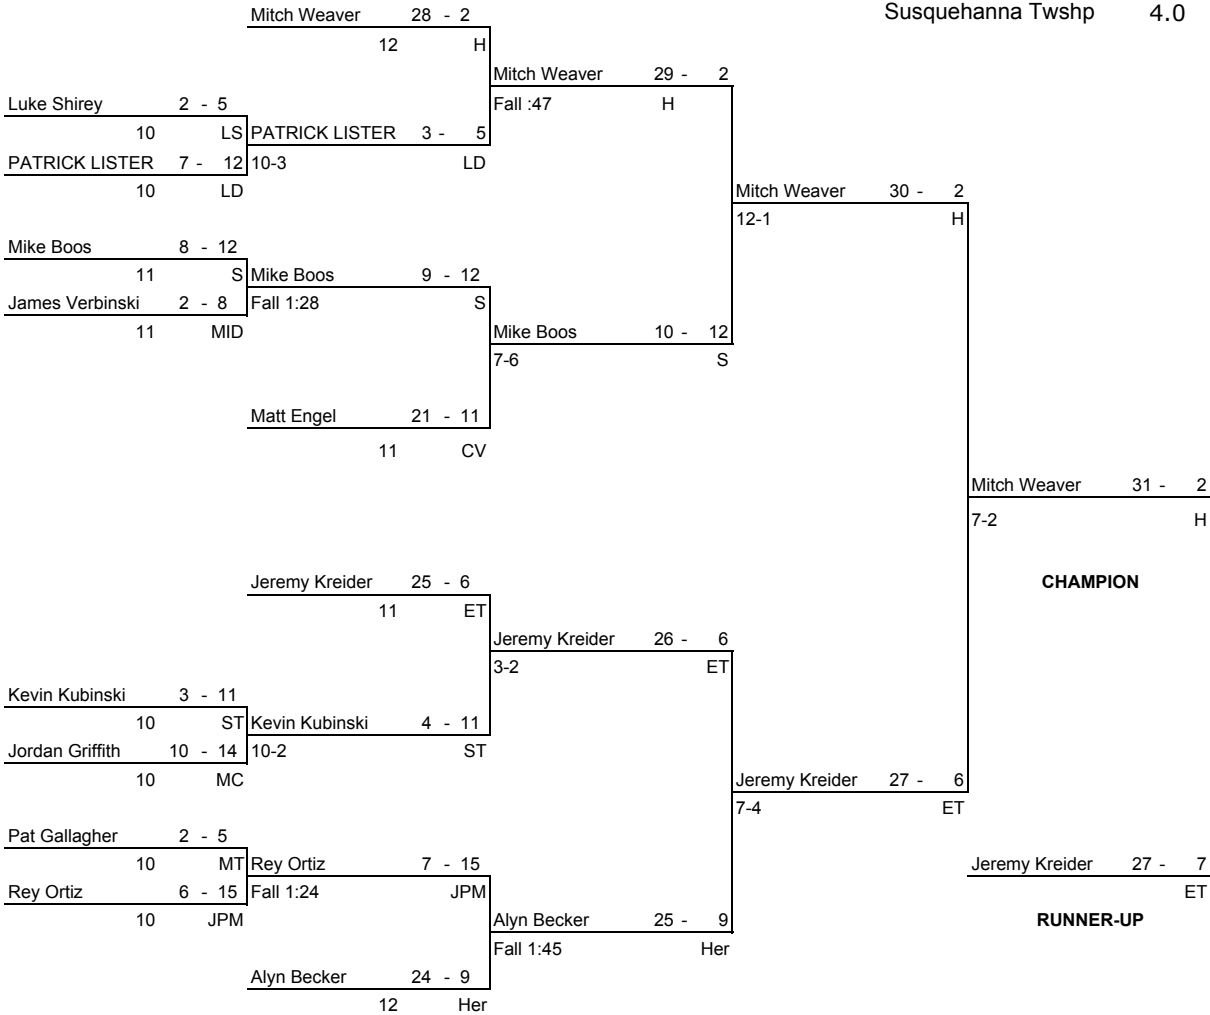 Susquehanna Twshp 4.0
Mitch Weaver 28 - 2
12 H
Mitch Weaver 29 - 2
Luke Shirey 2 - 5
Fall :47 H
10 LS
PATRICK LISTER 3 - 5
PATRICK LISTER 7 - 12
10-3 LD
10 LD
Mitch Weaver 30 - 2
12-1 H
Mike Boos 8 - 12
11 S
Mike Boos 9 - 12
James Verbinski 2 - 8
Fall 1:28 S
11 MID
Mike Boos 10 - 12
7-6 S
Matt Engel 21 - 11
11 CV
Mitch Weaver 31 - 2
7-2 H
Jeremy Kreider 25 - 6
CHAMPION
11 ET
Jeremy Kreider 26 - 6
3-2 ET
Kevin Kubinski 3 - 11
10 ST
Kevin Kubinski 4 - 11
Jordan Griffith 10 - 14
10-2 ST
10 MC
Jeremy Kreider 27 - 6
7-4 ET
Pat Gallagher 2 - 5
10 MT
Rey Ortiz 7 - 15
Jeremy Kreider 27 - 7
Rey Ortiz 6 - 15
Fall 1:24 JPM
ET
10 JPM
Alyn Becker 25 - 9
RUNNER-UP
Fall 1:45 Her
Alyn Becker 24 - 9
12 Her